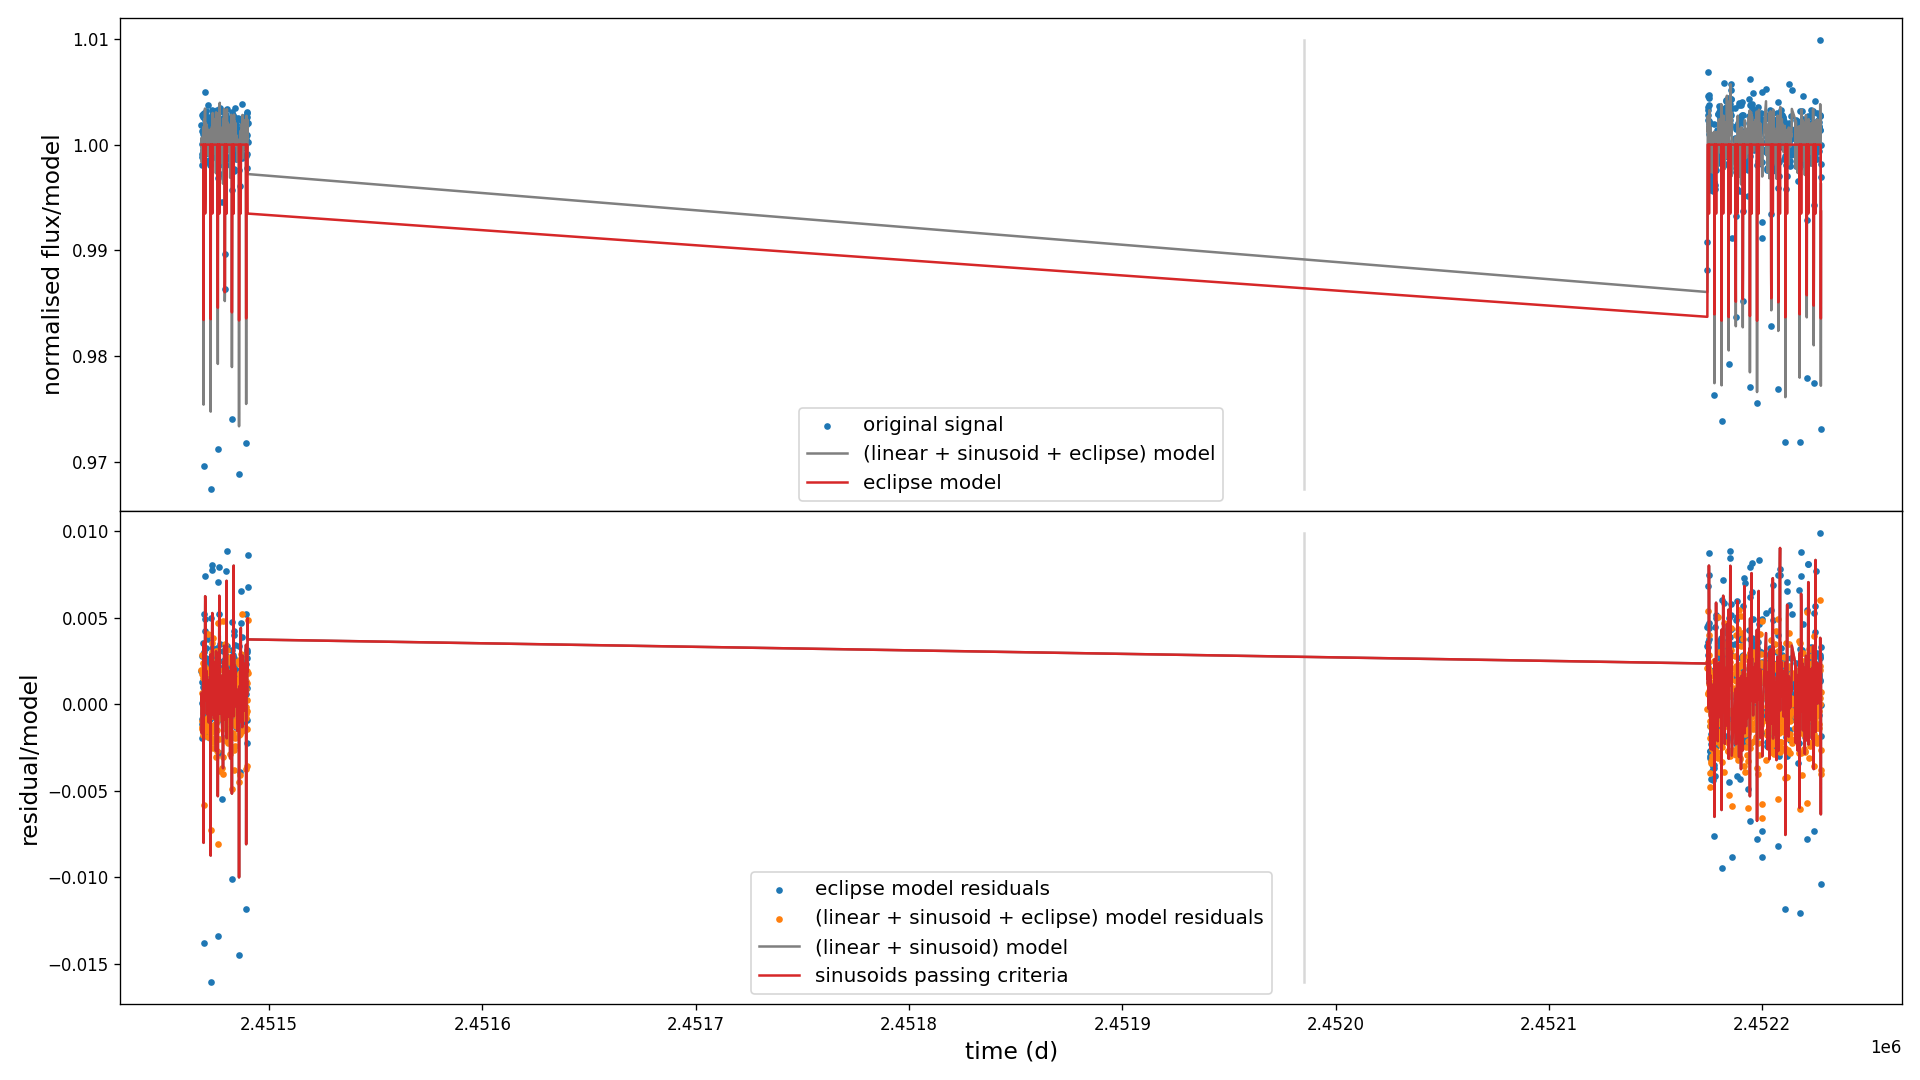 1.01
1.00
0.99
0.98
0.97
normalised flux/model
original signal
(linear + sinusoid + eclipse) model
eclipse model
0.010
0.005
0.000
−0.005
−0.010
−0.015
residual/model
eclipse model residuals
(linear + sinusoid + eclipse) model residuals
(linear + sinusoid) model
sinusoids passing criteria
2.4515 2.4516 2.4517 2.4518 2.4519 2.4520 2.4521 2.4522
1e6
time (d)